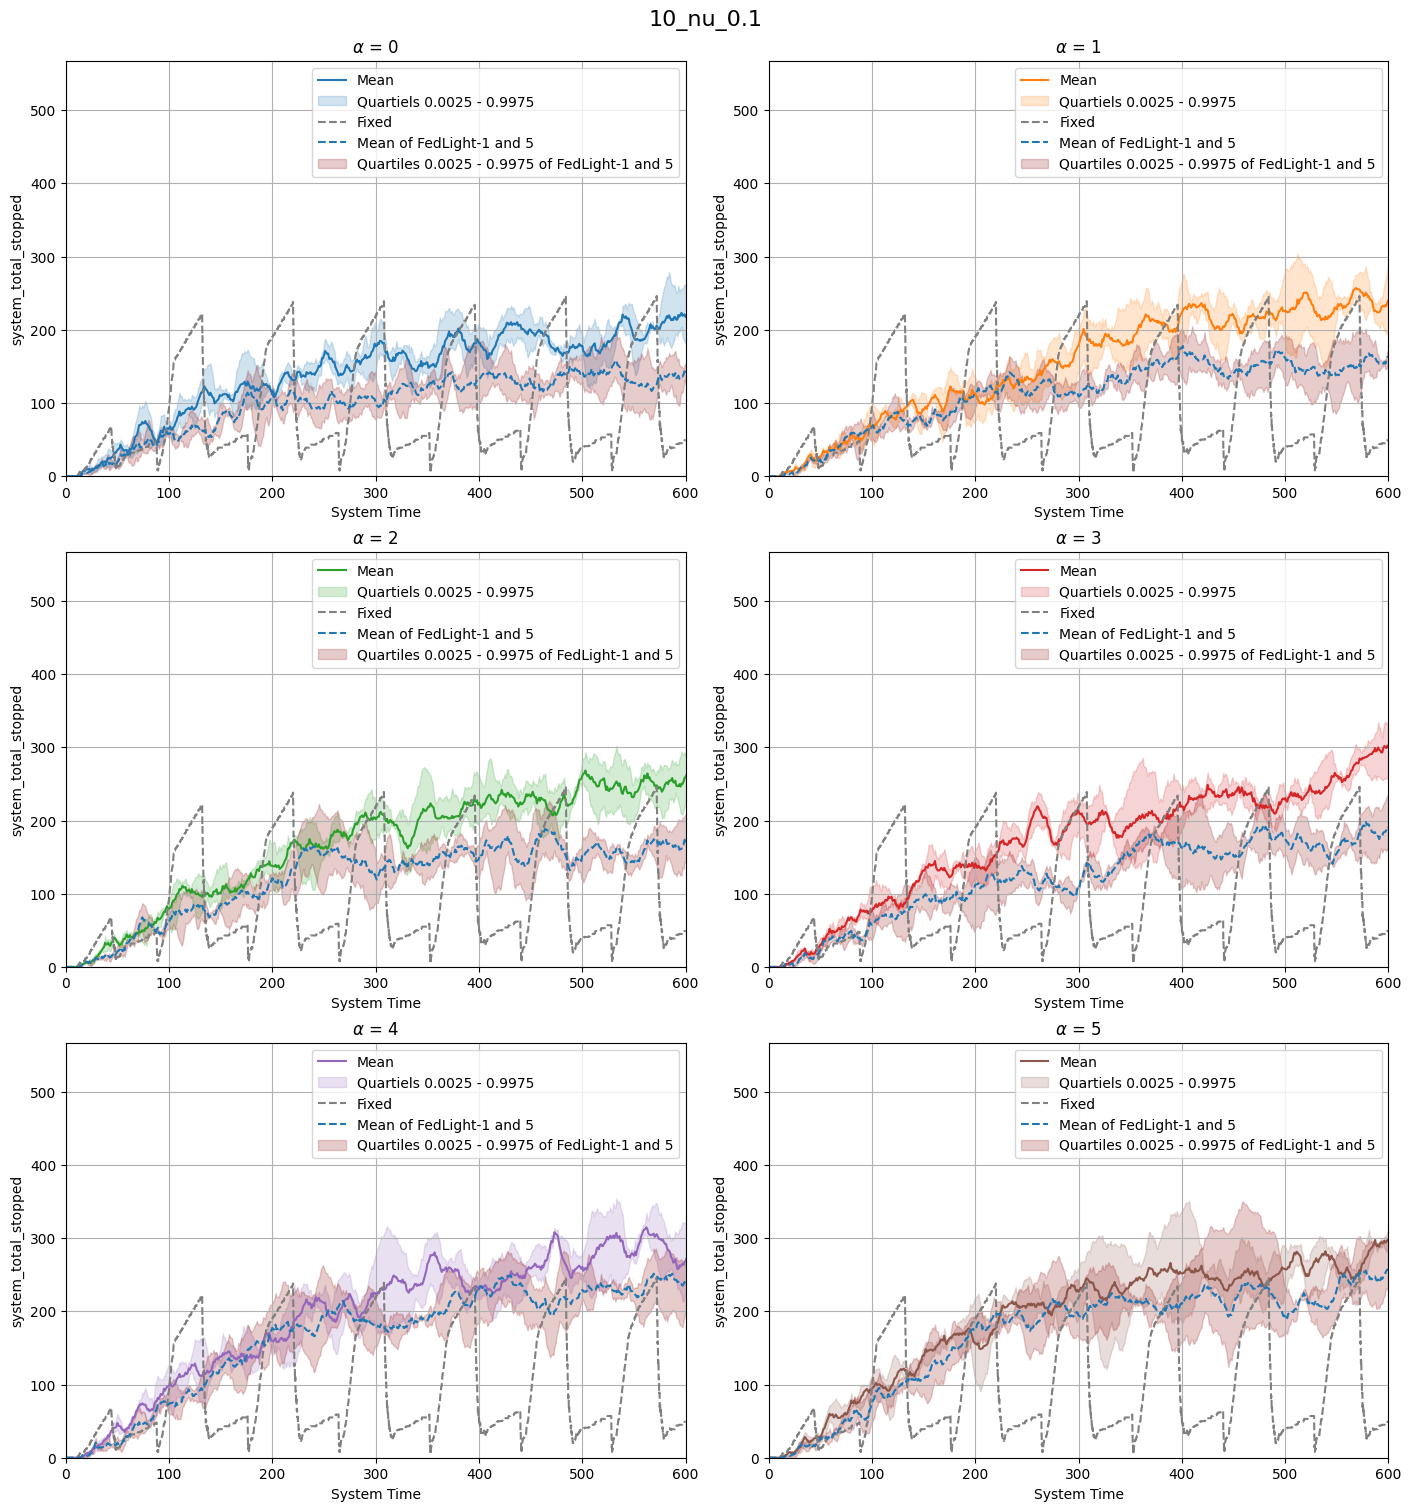 10_nu_0.1
α = 0
Mean
Quartiels 0.0025 - 0.9975
Fixed
Mean of FedLight-1 and 5
Quartiles 0.0025 - 0.9975 of FedLight-1 and 5
500
400
300
200
100
0
system_total_stopped
0 100 200 300 400 500 600
System Time
α = 1
Mean
Quartiels 0.0025 - 0.9975
Fixed
Mean of FedLight-1 and 5
Quartiles 0.0025 - 0.9975 of FedLight-1 and 5
500
400
300
200
100
0
system_total_stopped
0 100 200 300 400 500 600
System Time
α = 2
Mean
Quartiels 0.0025 - 0.9975
Fixed
Mean of FedLight-1 and 5
Quartiles 0.0025 - 0.9975 of FedLight-1 and 5
500
400
300
200
100
0
system_total_stopped
0 100 200 300 400 500 600
System Time
α = 3
Mean
Quartiels 0.0025 - 0.9975
Fixed
Mean of FedLight-1 and 5
Quartiles 0.0025 - 0.9975 of FedLight-1 and 5
500
400
300
200
100
0
system_total_stopped
0 100 200 300 400 500 600
System Time
α = 4
Mean
Quartiels 0.0025 - 0.9975
Fixed
Mean of FedLight-1 and 5
Quartiles 0.0025 - 0.9975 of FedLight-1 and 5
500
400
300
200
100
0
system_total_stopped
0 100 200 300 400 500 600
System Time
α = 5
Mean
Quartiels 0.0025 - 0.9975
Fixed
Mean of FedLight-1 and 5
Quartiles 0.0025 - 0.9975 of FedLight-1 and 5
500
400
300
200
100
0
system_total_stopped
0 100 200 300 400 500 600
System Time